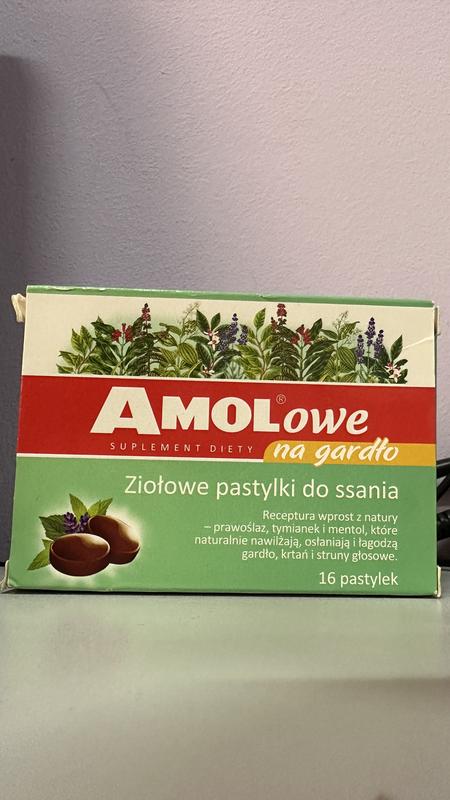 AMOLowe®
SUPLEMENT DIETY na gardło
Ziołowe pastylki do ssania
Receptura wprost z natury
– prawoślaz, tymianek i mentol, które
naturalnie nawilżają, osłaniają i łagodzą
gardło, krtań i struny głosowe.
16 pastylek